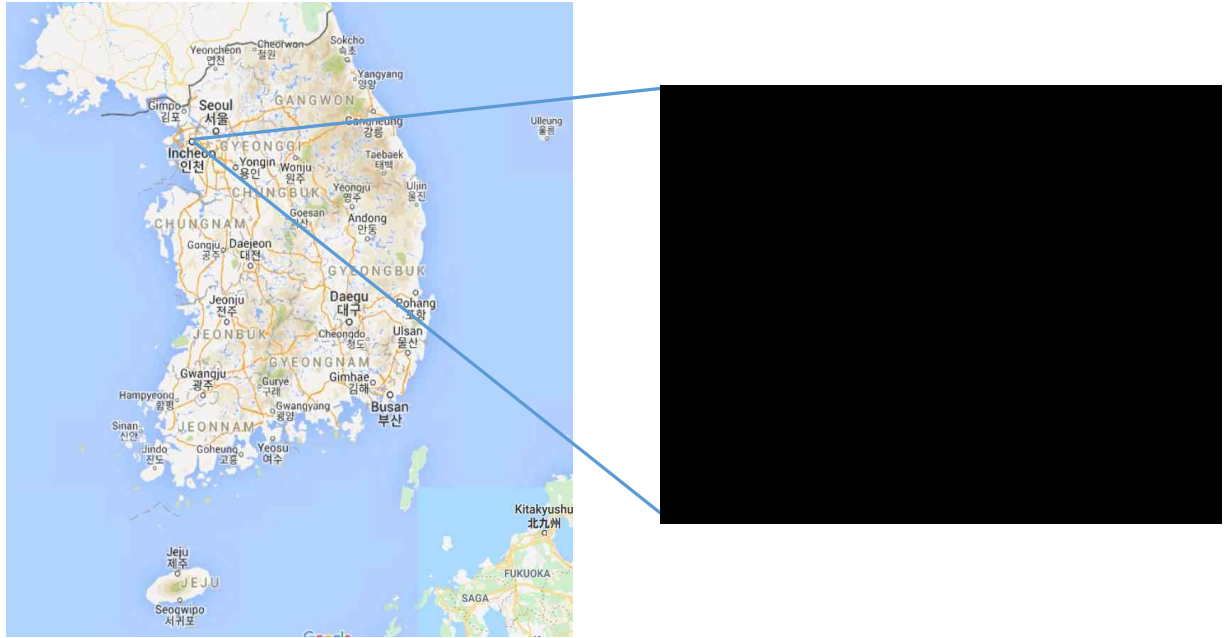 Yeoncheon
연천
Cheorwon
철원
Sokcho
속초
Yangyang
양양
GANGWON
Gimpo
김포
Seoul
서울
Gangneung
강릉
Ulleung
울릉
Incheon
인천
GYEONGGI
Yongin
용인
Wonju
원주
Taebaek
태백
CHUNGBUK
Yeongju
영주
Uljin
울진
CHUNGNAM
Goesan
괴산
Andong
안동
Gongju
공주
Daejeon
대전
GYEONGBUK
Jeonju
전주
Daegu
대구
Pohang
포항
JEONBUK
Cheongdo
청도
Ulsan
울산
GYEONGNAM
Gwangju
광주
Gurye
구례
Gimhae
김해
Hampyeong
함평
Gwangyang
광양
Busan
부산
Sinan
신안
JEONNAM
Jindo
진도
Goheung
고흥
Yeosu
여수
Kitakyushu
北九州
Jeju
제주
JEJU
FUKUOKA
SAGA
Seogwipo
서귀포
Google